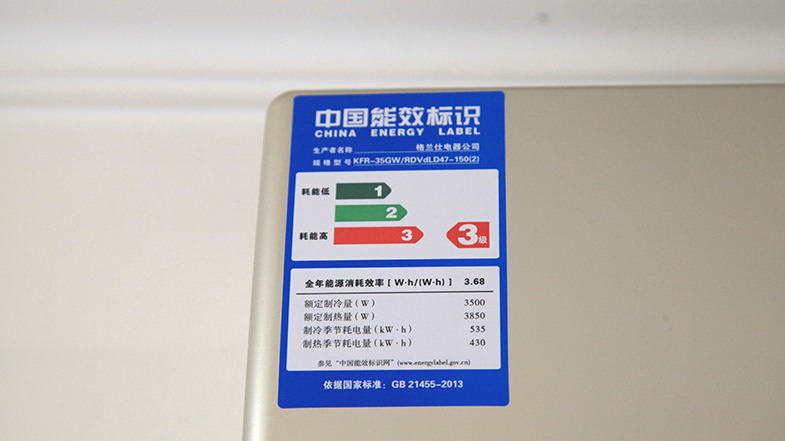 中国能效标识
CHINA ENERGY LABEL
生产者名称 格兰仕电器公司
规格型号 KFR-35GW/RDVdLD47-150(2)
耗能低 1
2
耗能高 3 3级
全年能源消耗效率[W·h/(W·h)] 3.68
额定制冷量(W) 3500
额定制热量(W) 3850
制冷季节耗电量(kW·h) 535
制热季节耗电量(kW·h) 430
参见“中国能效标识网”(www.energylabel.gov.cn)
依据国家标准：GB 21455-2013